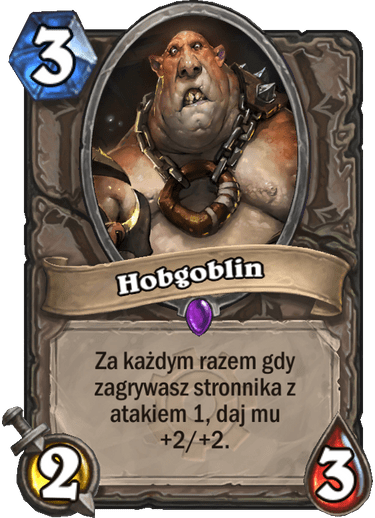 3
Hobgoblin
Za każdym razem gdy
zagrywasz stronnika z
atakiem 1, daj mu
+2/+2.
2
3